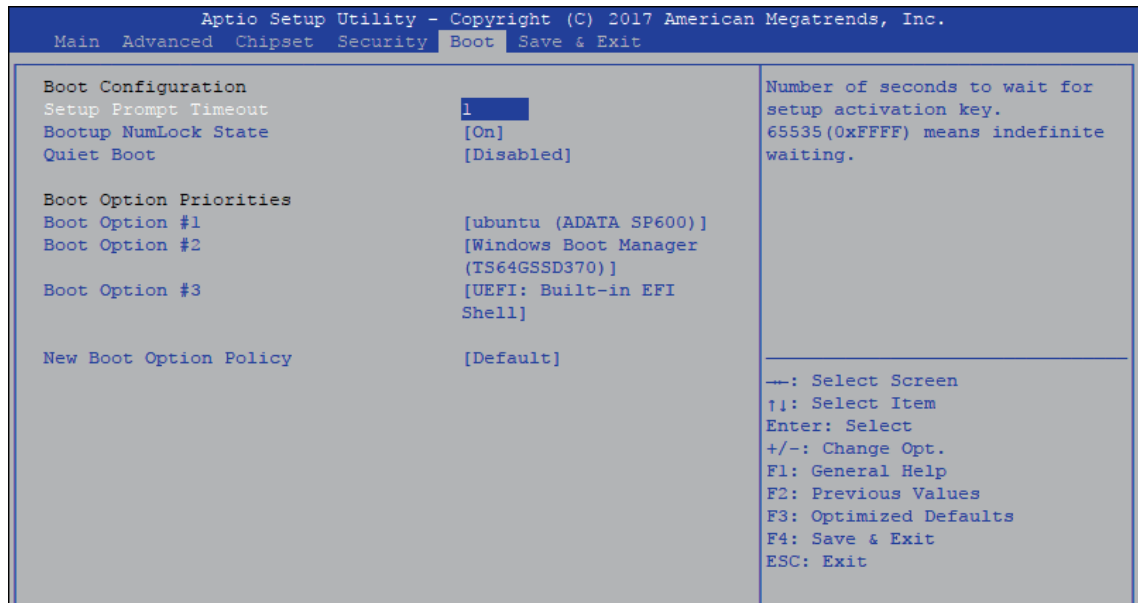 Aptio Setup Utility - Copyright (C) 2017 American Megatrends, Inc.
Main Advanced Chipset Security Boot Save & Exit
Boot Configuration
Setup Prompt Timeout 1
Bootup NumLock State [On]
Quiet Boot [Disabled]
Boot Option Priorities
Boot Option #1 [ubuntu (ADATA SP600)]
Boot Option #2 [Windows Boot Manager
(TS64GSSD370)]
Boot Option #3 [UEFI: Built-in EFI
Shell]
New Boot Option Policy [Default]
Number of seconds to wait for
setup activation key.
65535(0xFFFF) means indefinite
waiting.
→←: Select Screen
↑↓: Select Item
Enter: Select
+/-: Change Opt.
F1: General Help
F2: Previous Values
F3: Optimized Defaults
F4: Save & Exit
ESC: Exit